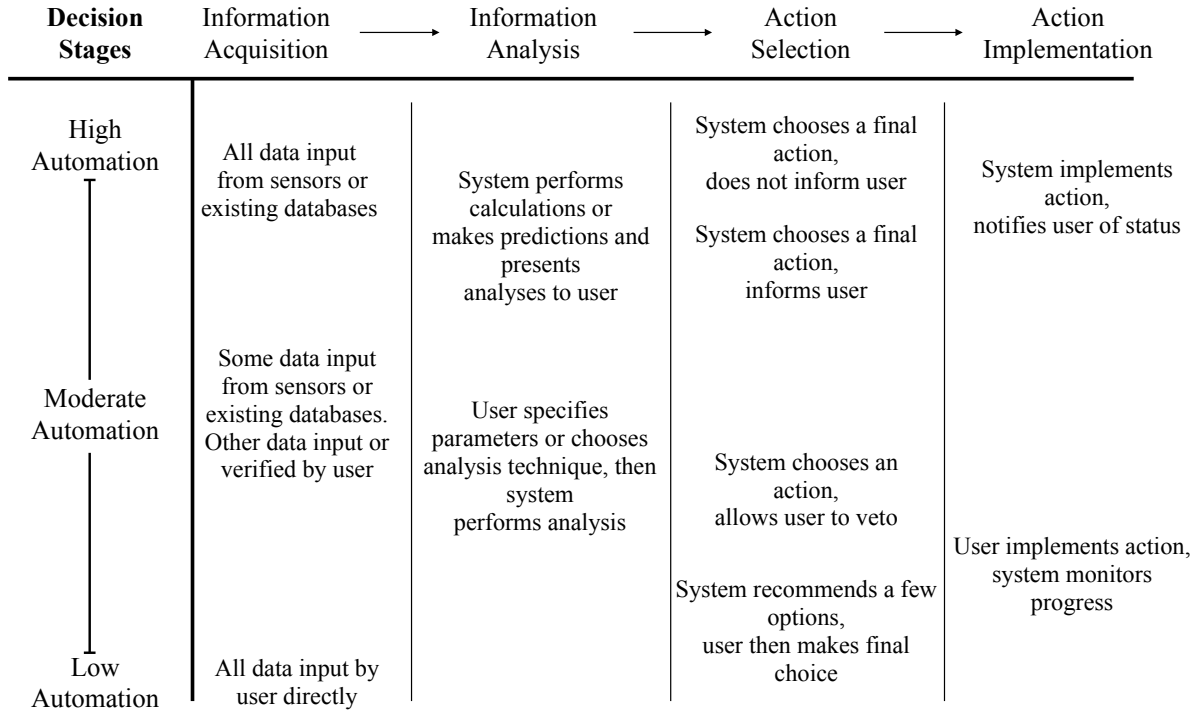 Decision
Stages
Information
Acquisition
Information
Analysis
Action
Selection
Action
Implementation
High
Automation
All data input
from sensors or
existing databases
System performs
calculations or
makes predictions and
presents
analyses to user
System chooses a final
action,
does not inform user
System chooses a final
action,
informs user
System implements
action,
notifies user of status
Moderate
Automation
Some data input
from sensors or
existing databases.
Other data input or
verified by user
User specifies
parameters or chooses
analysis technique, then
system
performs analysis
System chooses an
action,
allows user to veto
System recommends a few
options,
user then makes final
choice
User implements action,
system monitors
progress
Low
Automation
All data input by
user directly